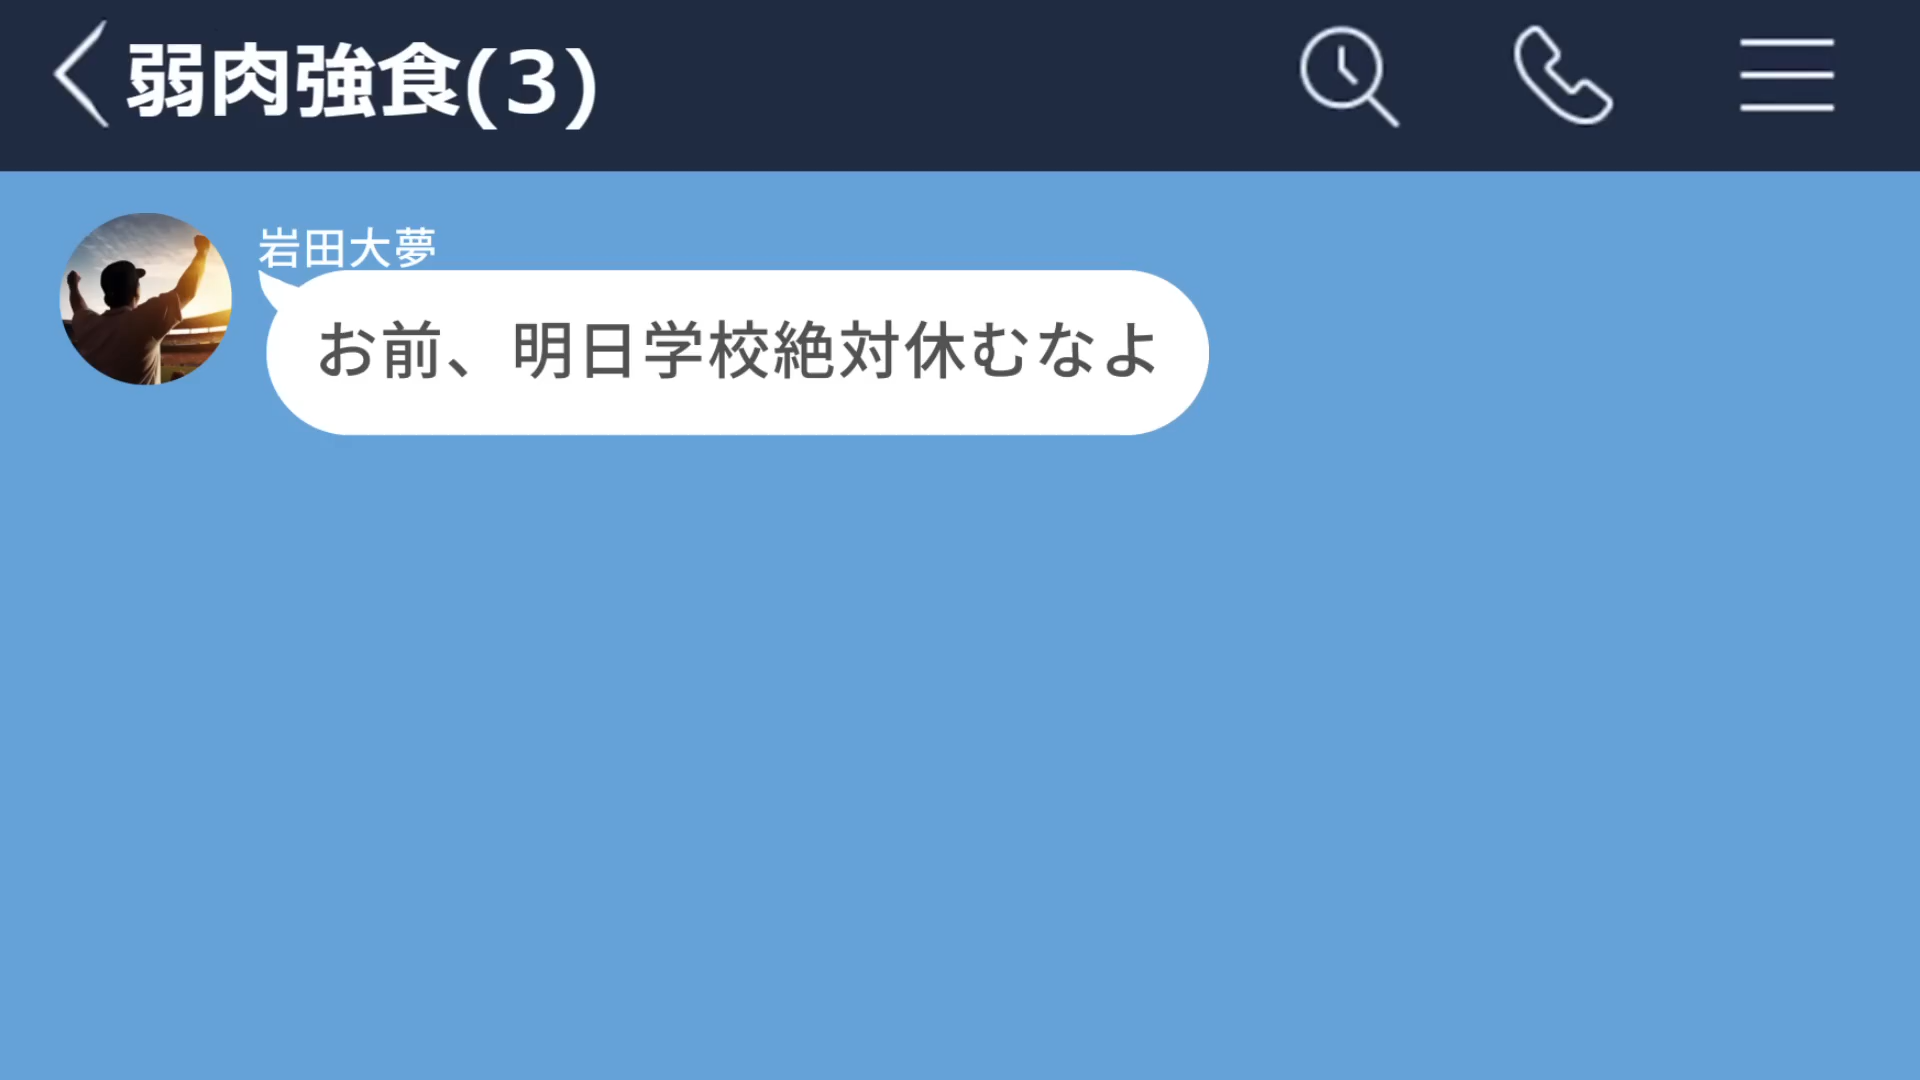 弱肉強食(3)
岩田大夢
お前、明日学校絶対休むなよ